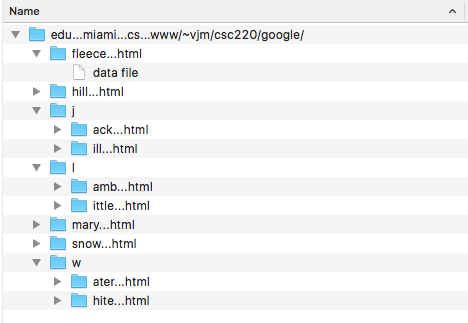 Name
edu...miami...cs...www/~vjm/csc220/google/
fleece...html
data file
hill...html
j
ack...html
ill...html
l
amb...html
ittle...html
mary...html
snow...html
w
ater...html
hite...html